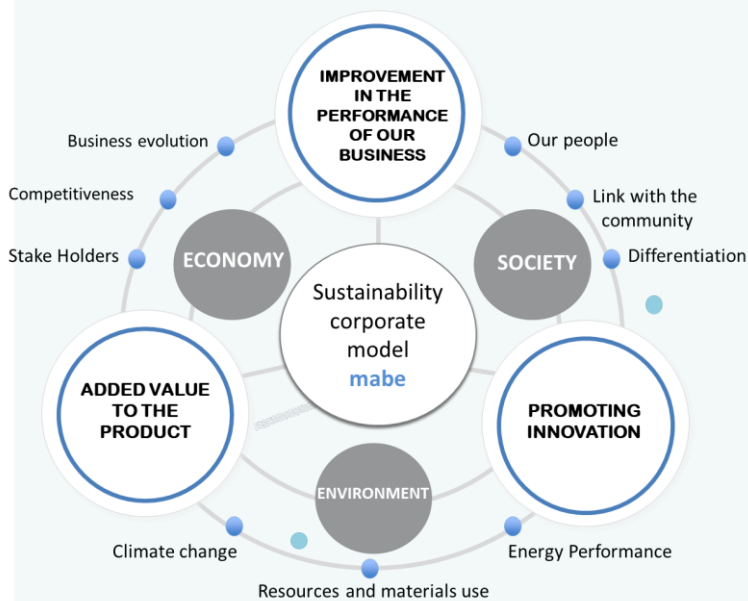 IMPROVEMENT
IN THE
PERFORMANCE
OF OUR
BUSINESS
Business evolution
Our people
Competitiveness
Link with the
community
Stake Holders
ECONOMY
SOCIETY
Differentiation
Sustainability
corporate
model
mabe
ADDED VALUE
TO THE
PRODUCT
PROMOTING
INNOVATION
ENVIRONMENT
Climate change
Energy Performance
Resources and materials use